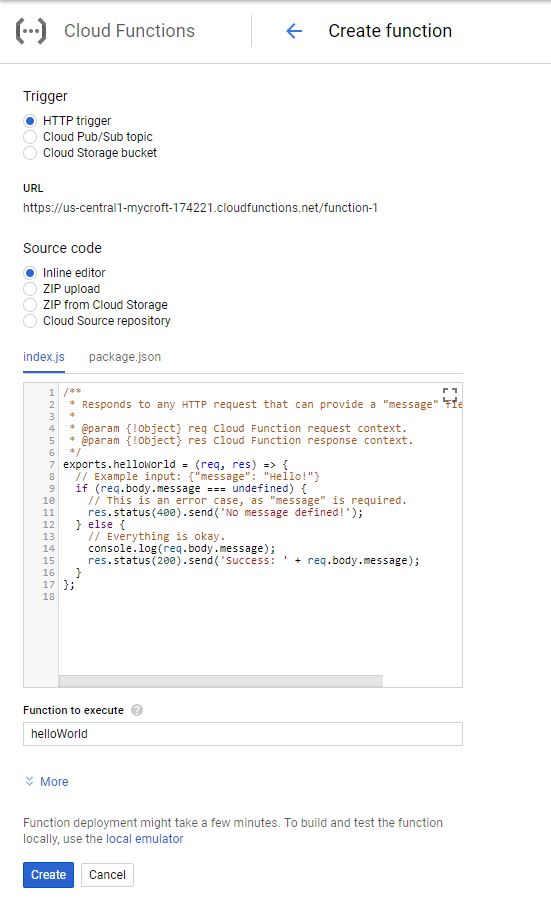 Cloud Functions
Create function
Trigger
HTTP trigger
Cloud Pub/Sub topic
Cloud Storage bucket
URL
https://us-central1-mycroft-174221.cloudfunctions.net/function-1
Source code
Inline editor
ZIP upload
ZIP from Cloud Storage
Cloud Source repository
index.js package.json
1 /**
2 * Responds to any HTTP request that can provide a "message" fie
3 *
4 * @param {!Object} req Cloud Function request context.
5 * @param {!Object} res Cloud Function response context.
6 */
7 exports.helloWorld = (req, res) => {
8 // Example input: {"message": "Hello!"}
9 if (req.body.message === undefined) {
10 // This is an error case, as "message" is required.
11 res.status(400).send('No message defined!');
12 } else {
13 // Everything is okay.
14 console.log(req.body.message);
15 res.status(200).send('Success: ' + req.body.message);
16 }
17 };
18
Function to execute ?
helloWorld
More
Function deployment might take a few minutes. To build and test the function
locally, use the local emulator
Create Cancel